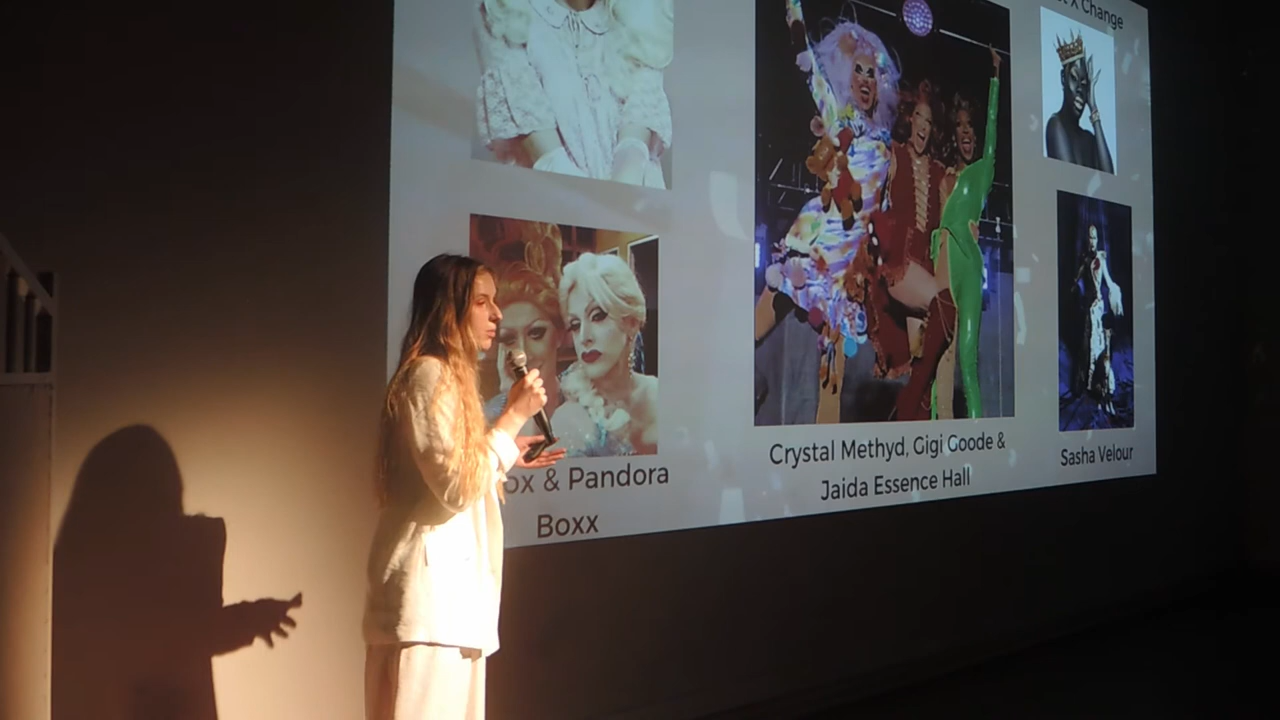 X Change
ox & Pandora
Boxx
Crystal Methyd, Gigi Goode &
Jaida Essence Hall
Sasha Velour